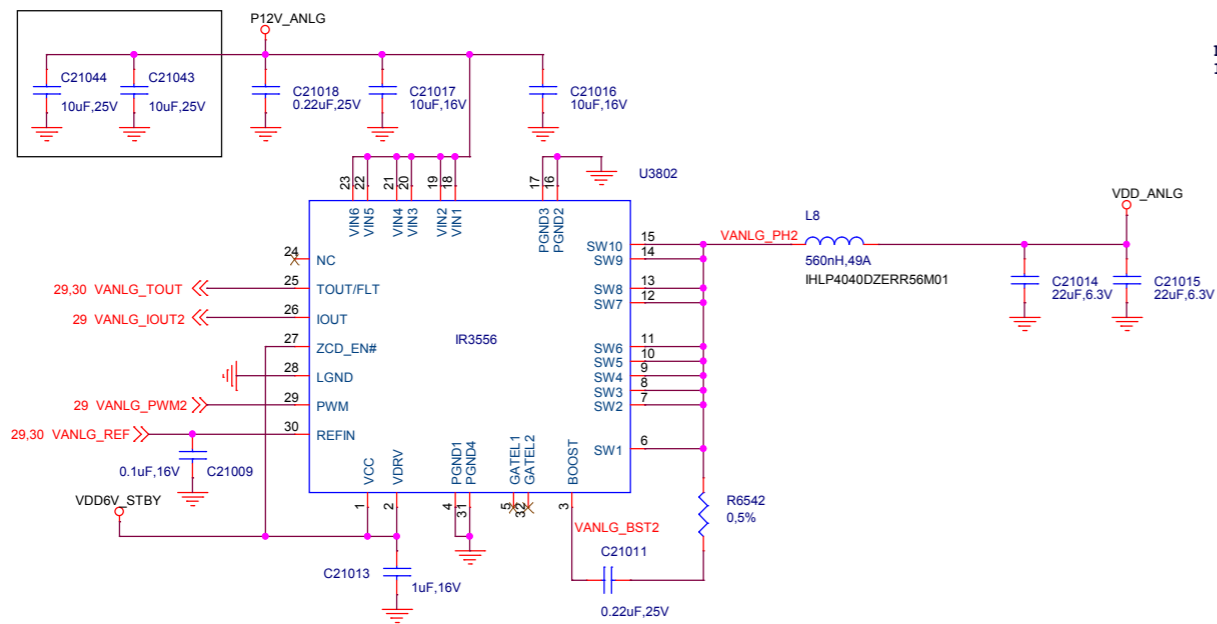 P12V_ANLG
C21044
10uF,25V
C21043
10uF,25V
C21018
0.22uF,25V
C21017
10uF,16V
C21016
10uF,16V
23
22
21
20
19
18
17
16
U3802
VIN6
VIN5
VIN4
VIN3
VIN2
VIN1
PGND3
PGND2
24
NC
25
TOUT/FLT
29,30 VANLG_TOUT
26
IOUT
29 VANLG_IOUT2
27
ZCD_EN#
28
LGND
29
PWM
29 VANLG_PWM2
30
REFIN
29,30 VANLG_REF
IR3556
SW10
15
SW9
14
SW8
13
SW7
12
SW6
11
SW5
10
SW4
9
SW3
8
SW2
7
SW1
6
VANLG_PH2
L8
560nH,49A
IHLP4040DZERR56M01
VDD_ANLG
C21014
22uF,6.3V
C21015
22uF,6.3V
0.1uF,16V
C21009
VDD6V_STBY
VCC
VDRV
PGND1
PGND4
GATEL1
GATEL2
BOOST
1
2
4
31
5
32
3
VANLG_BST2
R6542
0,5%
C21013
1uF,16V
C21011
0.22uF,25V